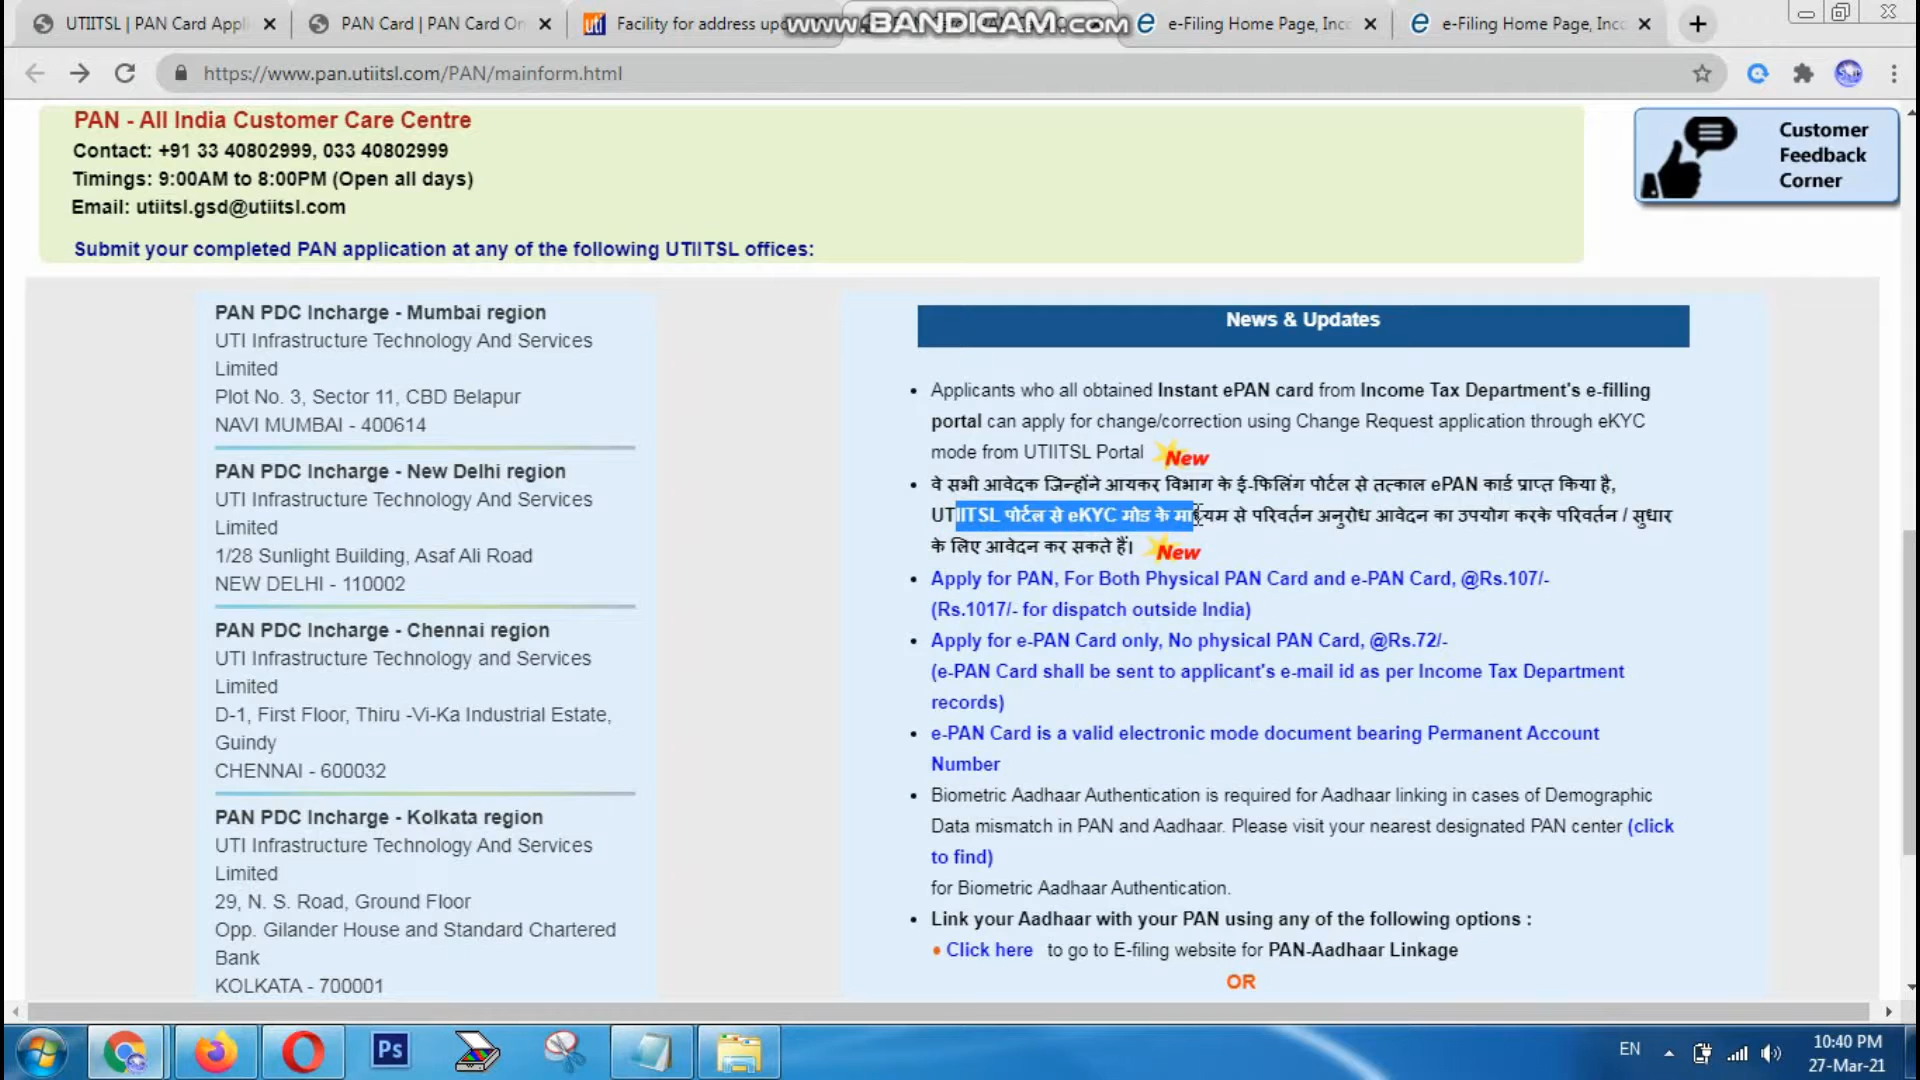 UTIITSL | PAN Card Appli
PAN Card | PAN Card On
Facility for address upd
www.BANDICAM.com
e-Filing Home Page, Inco
e-Filing Home Page, Inco
https://www.pan.utiitsl.com/PAN/mainform.html
PAN - All India Customer Care Centre
Contact: +91 33 40802999, 033 40802999
Timings: 9:00AM to 8:00PM (Open all days)
Email: utiitsl.gsd@utiitsl.com
Submit your completed PAN application at any of the following UTIITSL offices:
Customer
Feedback
Corner
PAN PDC Incharge - Mumbai region
UTI Infrastructure Technology And Services
Limited
Plot No. 3, Sector 11, CBD Belapur
NAVI MUMBAI - 400614
PAN PDC Incharge - New Delhi region
UTI Infrastructure Technology And Services
Limited
1/28 Sunlight Building, Asaf Ali Road
NEW DELHI - 110002
PAN PDC Incharge - Chennai region
UTI Infrastructure Technology and Services
Limited
D-1, First Floor, Thiru -Vi-Ka Industrial Estate,
Guindy
CHENNAI - 600032
PAN PDC Incharge - Kolkata region
UTI Infrastructure Technology And Services
Limited
29, N. S. Road, Ground Floor
Opp. Gilander House and Standard Chartered
Bank
KOLKATA - 700001
News & Updates
Applicants who all obtained Instant ePAN card from Income Tax Department's e-filling
portal can apply for change/correction using Change Request application through eKYC
mode from UTIITSL Portal New
वे सभी आवेदक जिन्होंने आयकर विभाग के ई-फिलिंग पोर्टल से तत्काल ePAN कार्ड प्राप्त किया है,
UTIITSL पोर्टल से eKYC मोड के माध्यम से परिवर्तन अनुरोध आवेदन का उपयोग करके परिवर्तन / सुधार
के लिए आवेदन कर सकते हैं। New
Apply for PAN, For Both Physical PAN Card and e-PAN Card, @Rs.107/-
(Rs.1017/- for dispatch outside India)
Apply for e-PAN Card only, No physical PAN Card, @Rs.72/-
(e-PAN Card shall be sent to applicant's e-mail id as per Income Tax Department
records)
e-PAN Card is a valid electronic mode document bearing Permanent Account
Number
Biometric Aadhaar Authentication is required for Aadhaar linking in cases of Demographic
Data mismatch in PAN and Aadhaar. Please visit your nearest designated PAN center (click
to find)
for Biometric Aadhaar Authentication.
Link your Aadhaar with your PAN using any of the following options :
Click here to go to E-filing website for PAN-Aadhaar Linkage
OR
Ps
EN
10:40 PM
27-Mar-21